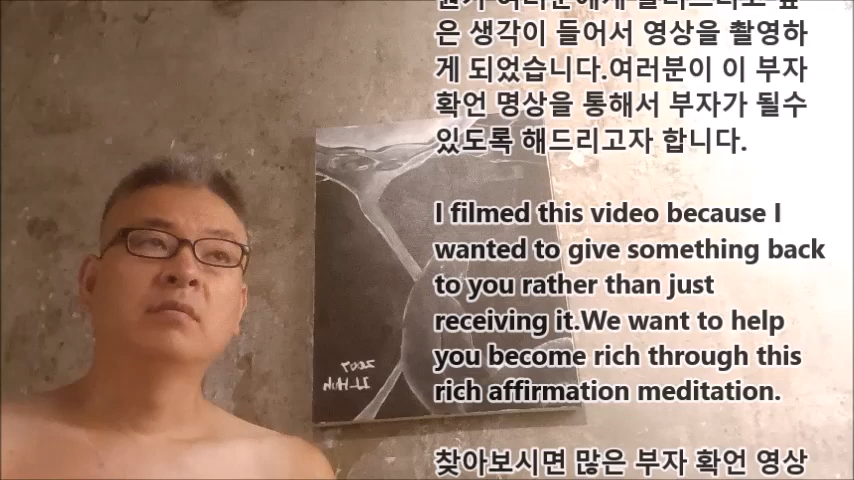 은 생각이 들어서 영상을 촬영하
게 되었습니다.여러분이 이 부자
확언 명상을 통해서 부자가 될수
있도록 해드리고자 합니다.
I filmed this video because I
wanted to give something back
to you rather than just
receiving it.We want to help
you become rich through this
rich affirmation meditation.
찾아보시면 많은 부자 확언 영상
2007
IL-HUN